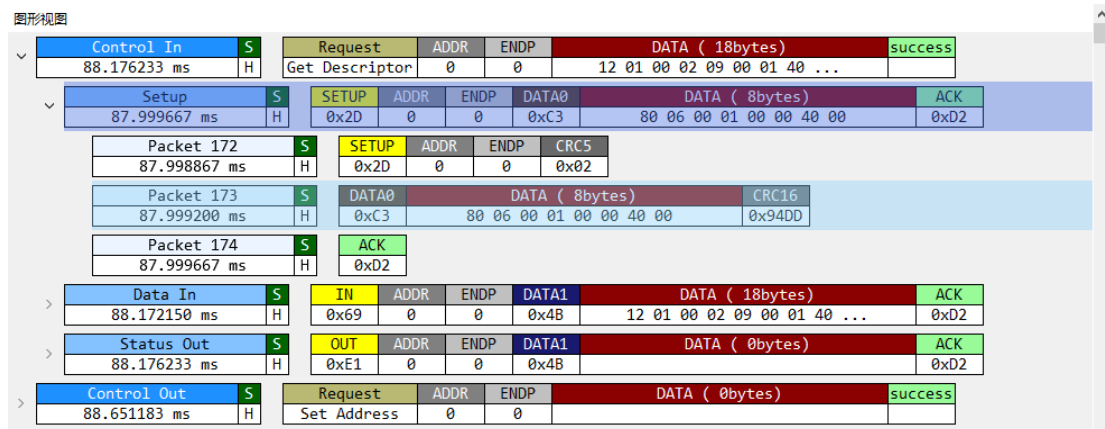 图形视图
Control In S Request ADDR ENDP DATA ( 18bytes) success
88.176233 ms H Get Descriptor 0 0 12 01 00 02 09 00 01 40 ...
Setup S SETUP ADDR ENDP DATA0 DATA ( 8bytes) ACK
87.999667 ms H 0x2D 0 0 0xC3 80 06 00 01 00 00 40 00 0xD2
Packet 172 S SETUP ADDR ENDP CRC5
87.998867 ms H 0x2D 0 0 0x02
Packet 173 S DATA0 DATA ( 8bytes) CRC16
87.999200 ms H 0xC3 80 06 00 01 00 00 40 00 0x94DD
Packet 174 S ACK
87.999667 ms H 0xD2
Data In S IN ADDR ENDP DATA1 DATA ( 18bytes) ACK
88.172150 ms H 0x69 0 0 0x4B 12 01 00 02 09 00 01 40 ... 0xD2
Status Out S OUT ADDR ENDP DATA1 DATA ( 0bytes) ACK
88.176233 ms H 0xE1 0 0 0x4B 0xD2
Control Out S Request ADDR ENDP DATA ( 0bytes) success
88.651183 ms H Set Address 0 0